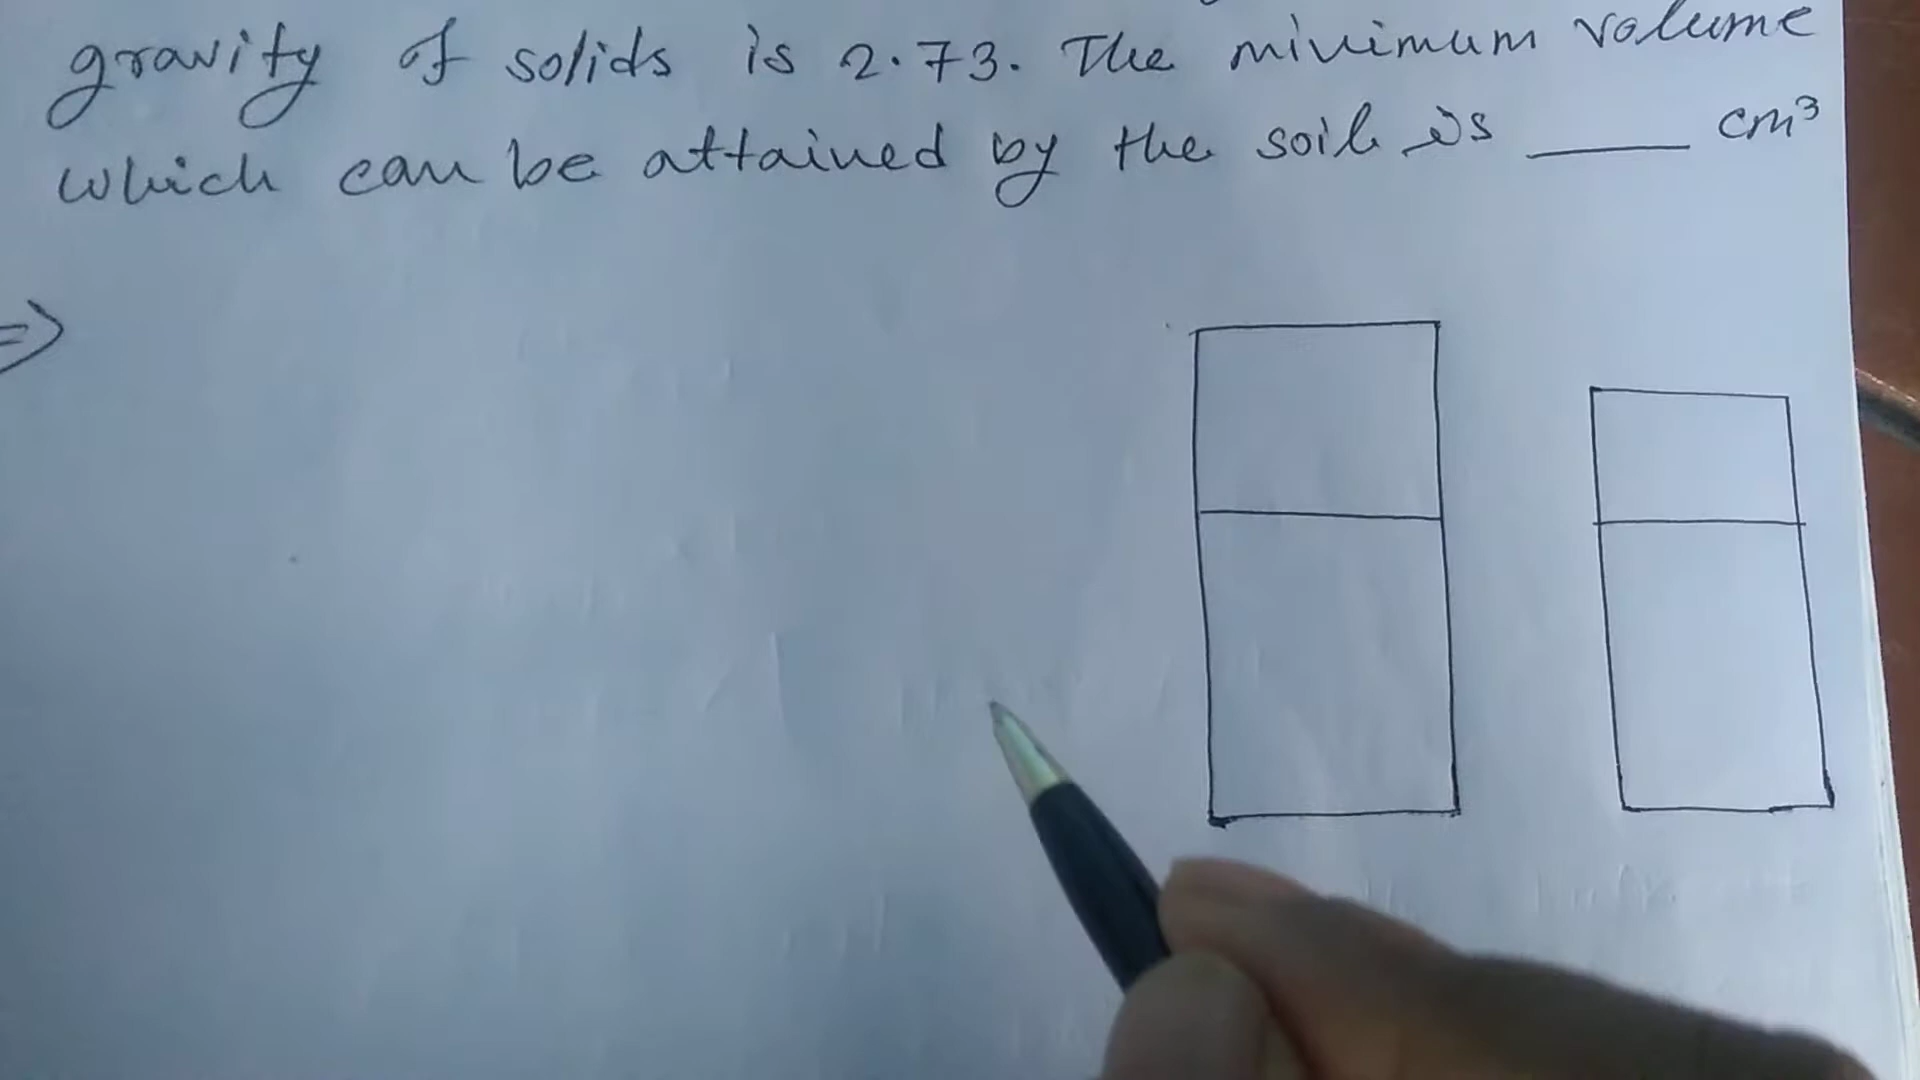 gravity of solids is 2.73. The minimum volume
which can be attained by the soil is ____ cm³
⇒